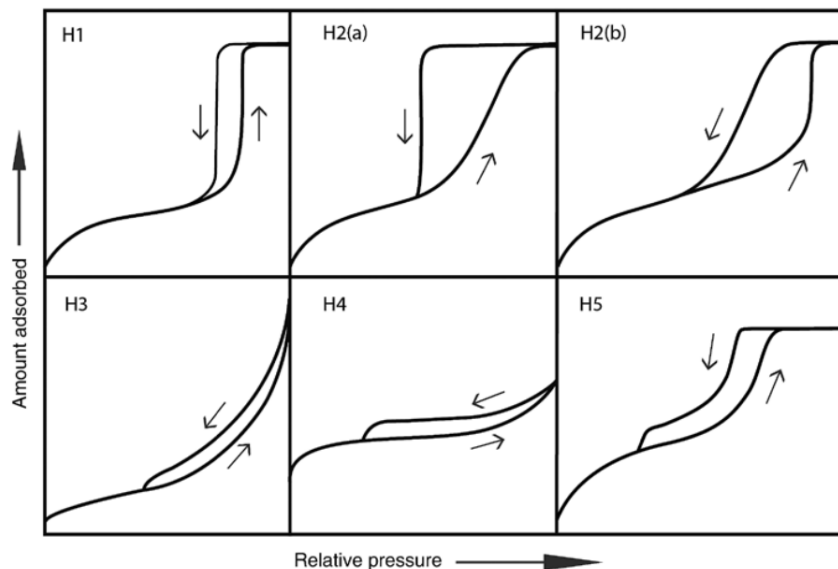 H1
H2(a)
H2(b)
H3
H4
H5
Amount adsorbed
Relative pressure